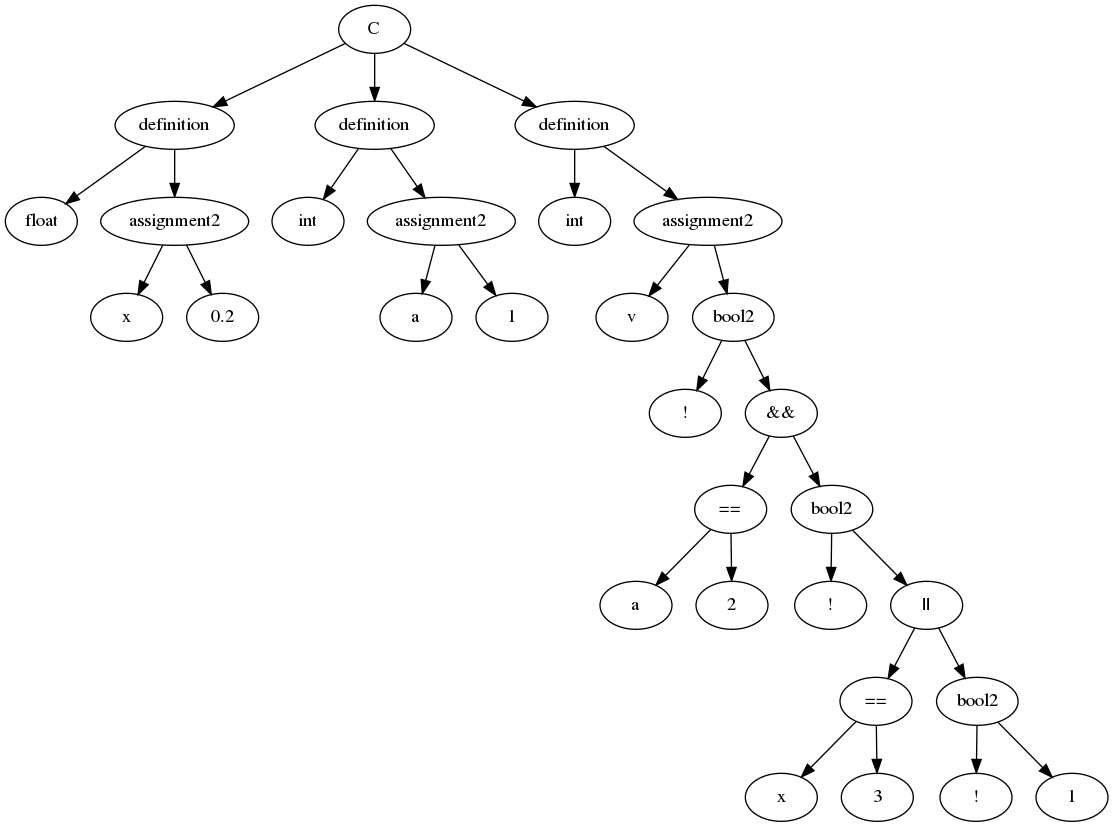 C
definition definition definition
float assignment2 int assignment2 int assignment2
x 0.2 a 1 v bool2
! &&
== bool2
a 2 ! ||
== bool2
x 3 ! 1